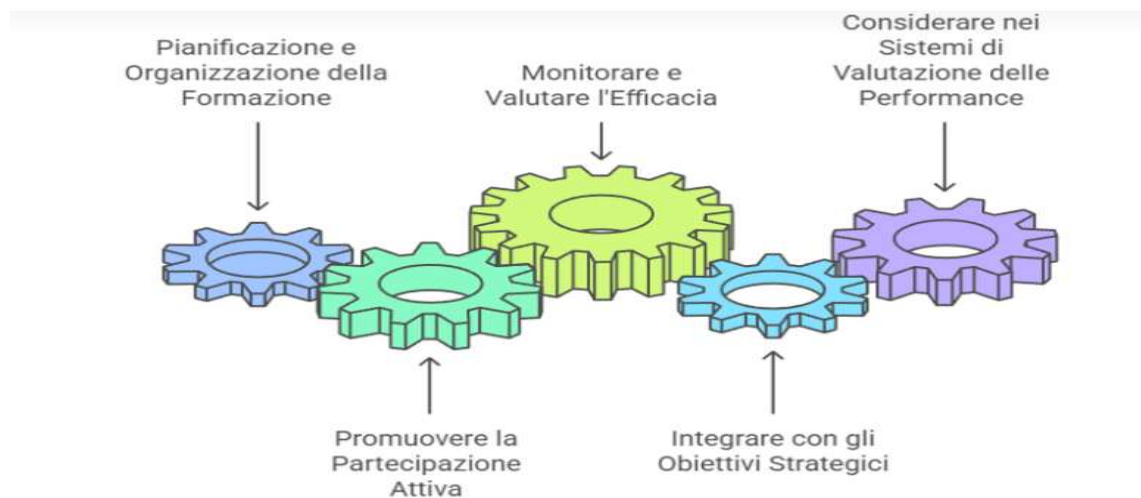 Pianificazione e
Organizzazione della
Formazione
Monitorare e
Valutare l'Efficacia
Considerare nei
Sistemi di
Valutazione delle
Performance
Promuovere la
Partecipazione
Attiva
Integrare con gli
Obiettivi Strategici